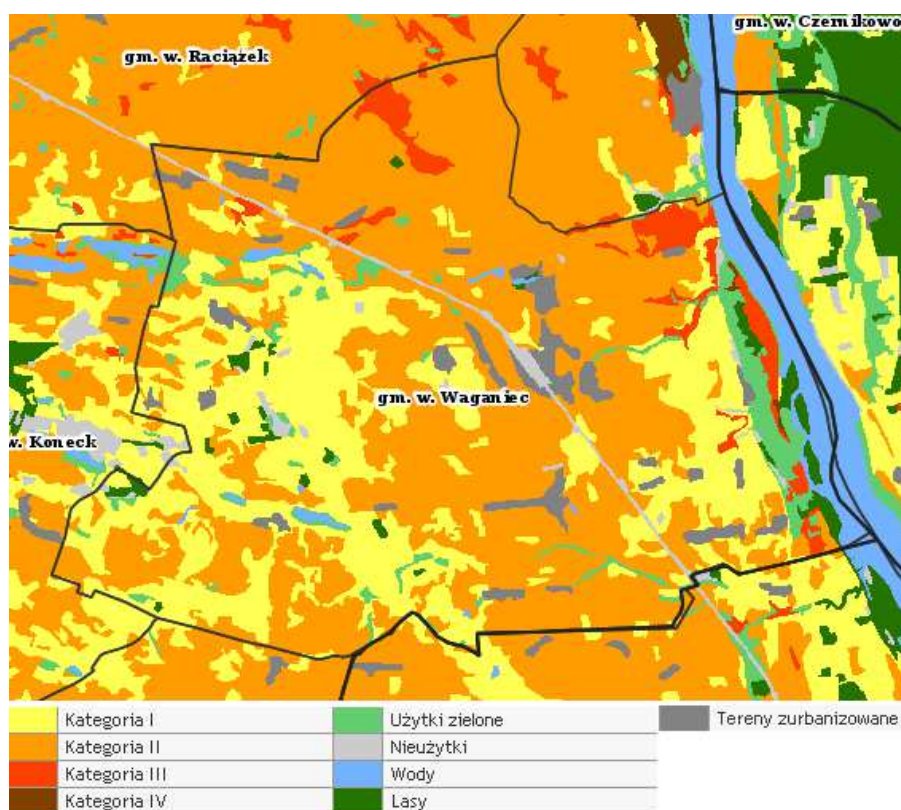 gm. w. Czernikowo
gm. w. Raciążek
gm. w. Waganiec
w. Koneck
Kategoria I
Użytki zielone
Tereny zurbanizowane
Kategoria II
Nieużytki
Kategoria III
Wody
Kategoria IV
Lasy